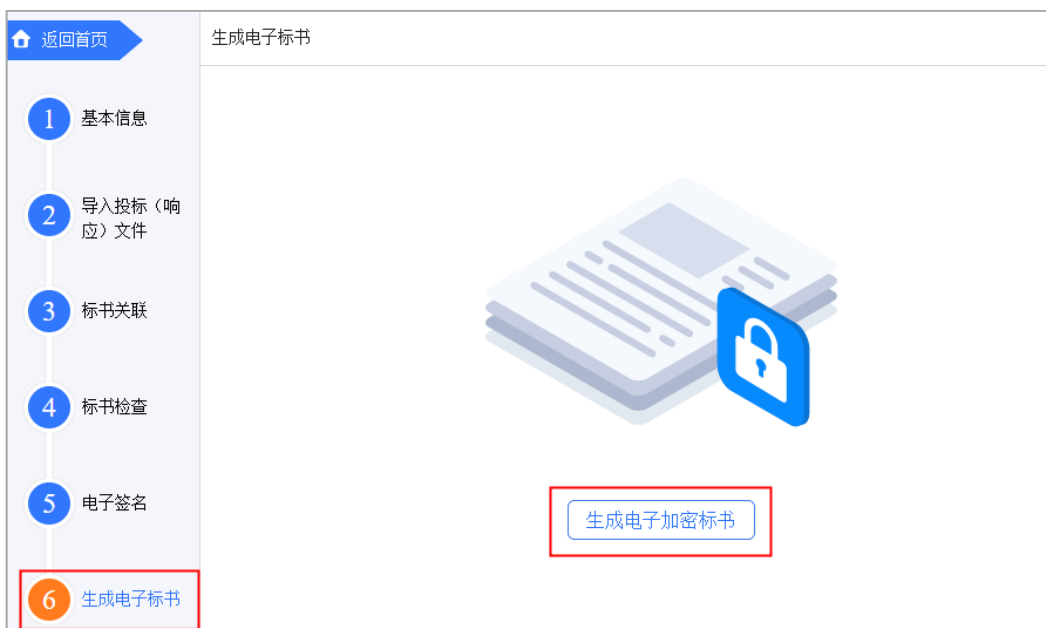 返回首页
生成电子标书
1
基本信息
2
导入投标（响
应）文件
3
标书关联
4
标书检查
5
电子签名
6
生成电子标书
生成电子加密标书